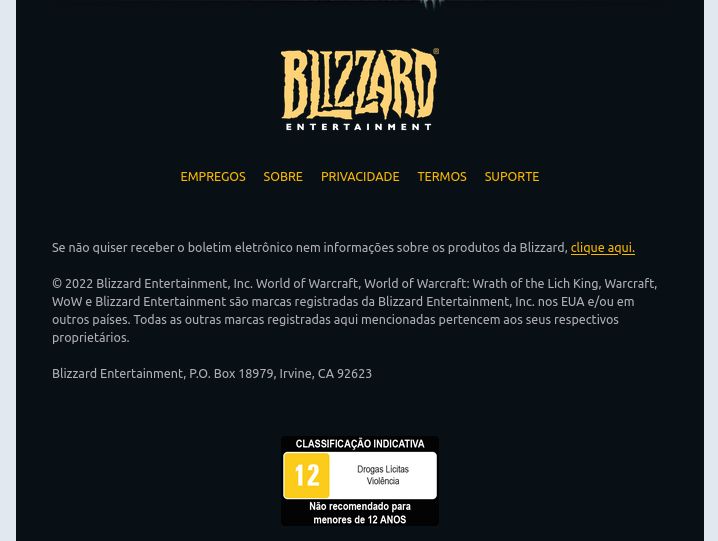 BLIZZARD®
ENTERTAINMENT
EMPREGOS SOBRE PRIVACIDADE TERMOS SUPORTE
Se não quiser receber o boletim eletrônico nem informações sobre os produtos da Blizzard, clique aqui.
© 2022 Blizzard Entertainment, Inc. World of Warcraft, World of Warcraft: Wrath of the Lich King, Warcraft,
WoW e Blizzard Entertainment são marcas registradas da Blizzard Entertainment, Inc. nos EUA e/ou em
outros países. Todas as outras marcas registradas aqui mencionadas pertencem aos seus respectivos
proprietários.
Blizzard Entertainment, P.O. Box 18979, Irvine, CA 92623
CLASSIFICAÇÃO INDICATIVA
12
Drogas Lícitas
Violência
Não recomendado para
menores de 12 ANOS